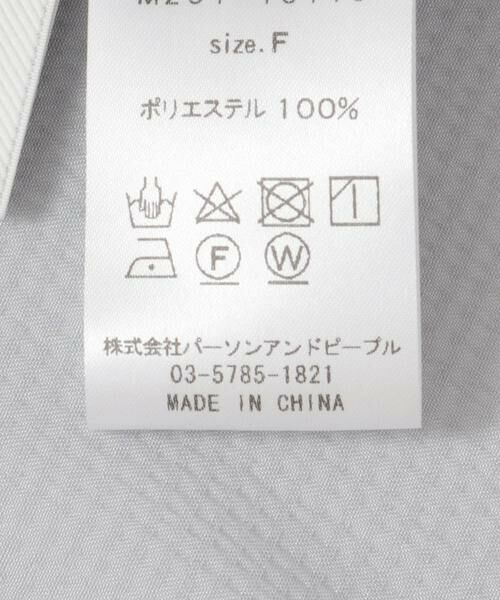 size.F
ポリエステル 100%
F W
株式会社パーソンアンドピープル
03-5785-1821
MADE IN CHINA